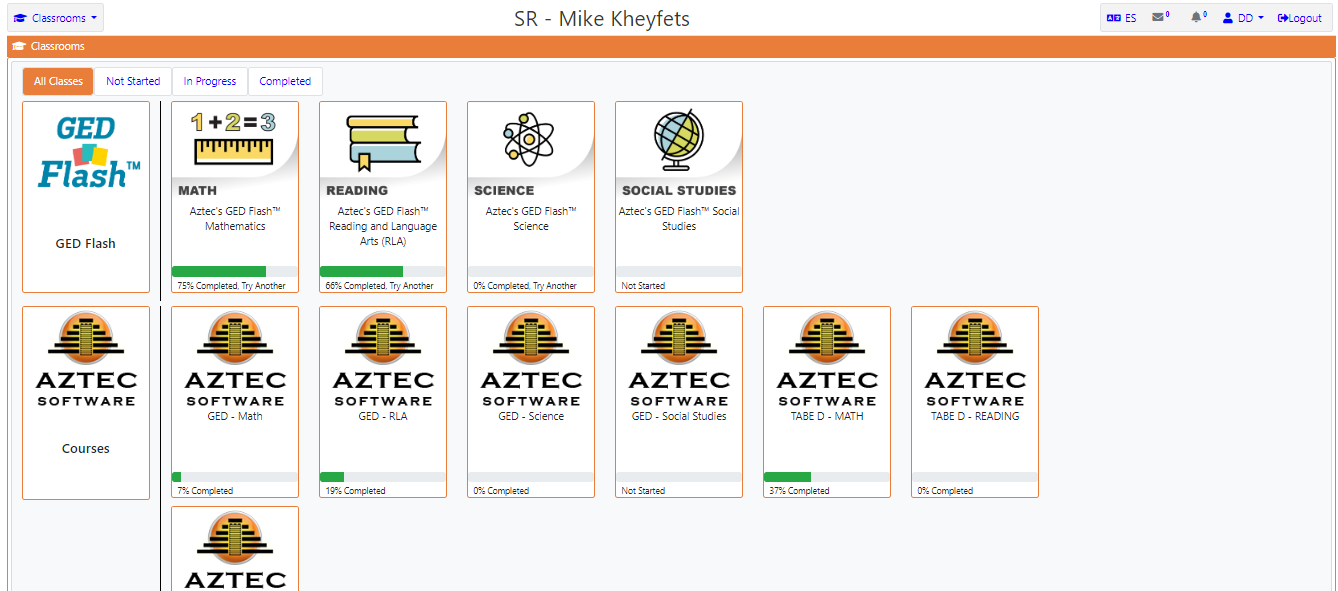 Classrooms
SR - Mike Kheyfets
ES
0
0
DD
Logout
Classrooms
All Classes
Not Started
In Progress
Completed
GED
Flash™
GED Flash
1+2=3
MATH
Aztec's GED Flash™
Mathematics
75% Completed, Try Another
READING
Aztec's GED Flash™
Reading and Language
Arts (RLA)
66% Completed, Try Another
SCIENCE
Aztec's GED Flash™
Science
0% Completed, Try Another
SOCIAL STUDIES
Aztec's GED Flash™ Social
Studies
Not Started
AZTEC
SOFTWARE
Courses
AZTEC
SOFTWARE
GED - Math
7% Completed
AZTEC
SOFTWARE
GED - RLA
19% Completed
AZTEC
SOFTWARE
GED - Science
0% Completed
AZTEC
SOFTWARE
GED - Social Studies
Not Started
AZTEC
SOFTWARE
TABE D - MATH
37% Completed
AZTEC
SOFTWARE
TABE D - READING
0% Completed
AZTEC